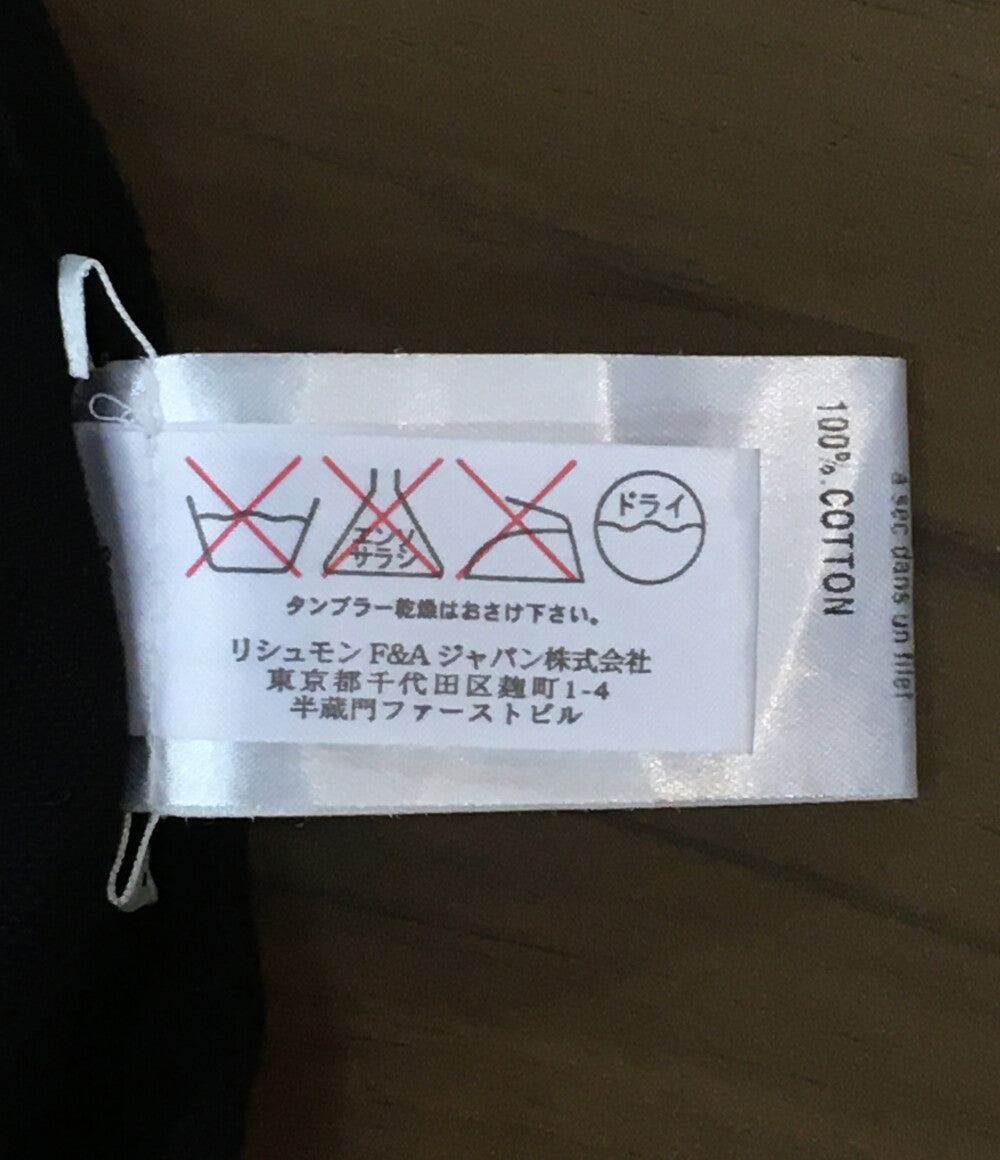 ドライ
エンソ
サラシ
タンブラー乾燥はおさけ下さい。
リシュモン F&A ジャパン株式会社
東京都千代田区麹町1-4
半蔵門ファーストビル
100%.COTTON
a sec dans un filet